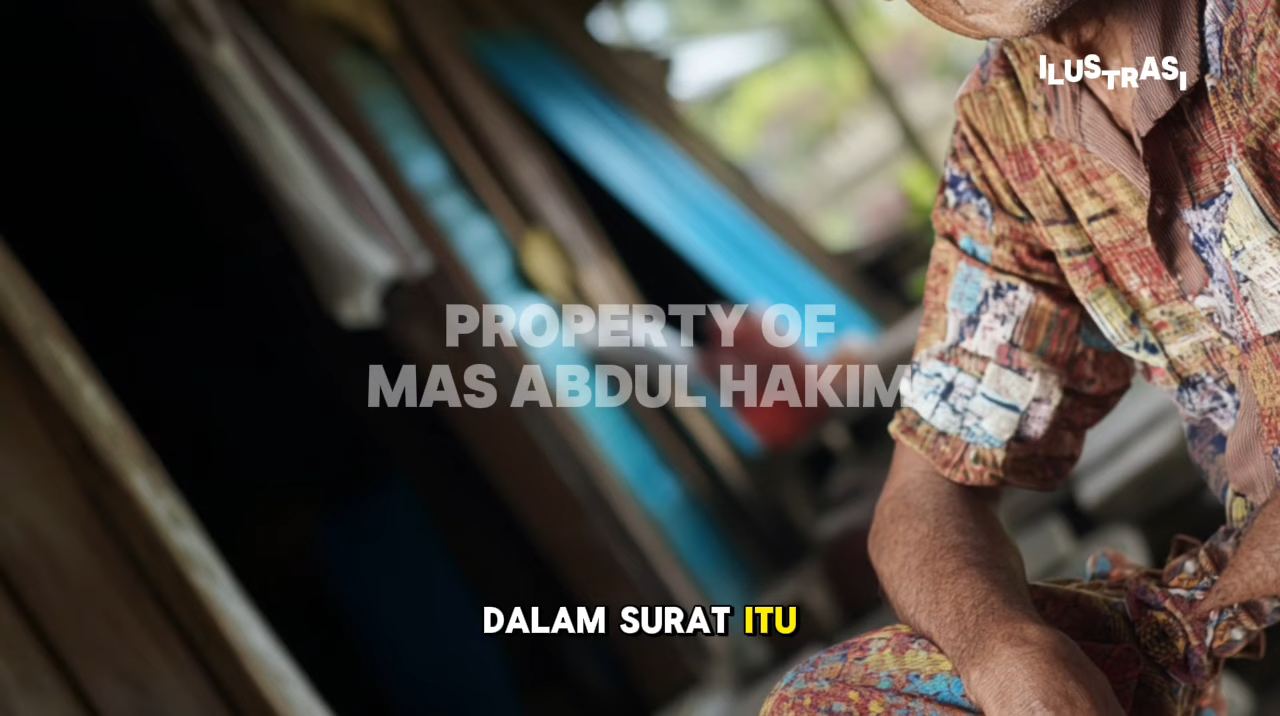 ILUSTRASI
PROPERTY OF
MAS ABDUL HAKIM
DALAM SURAT ITU